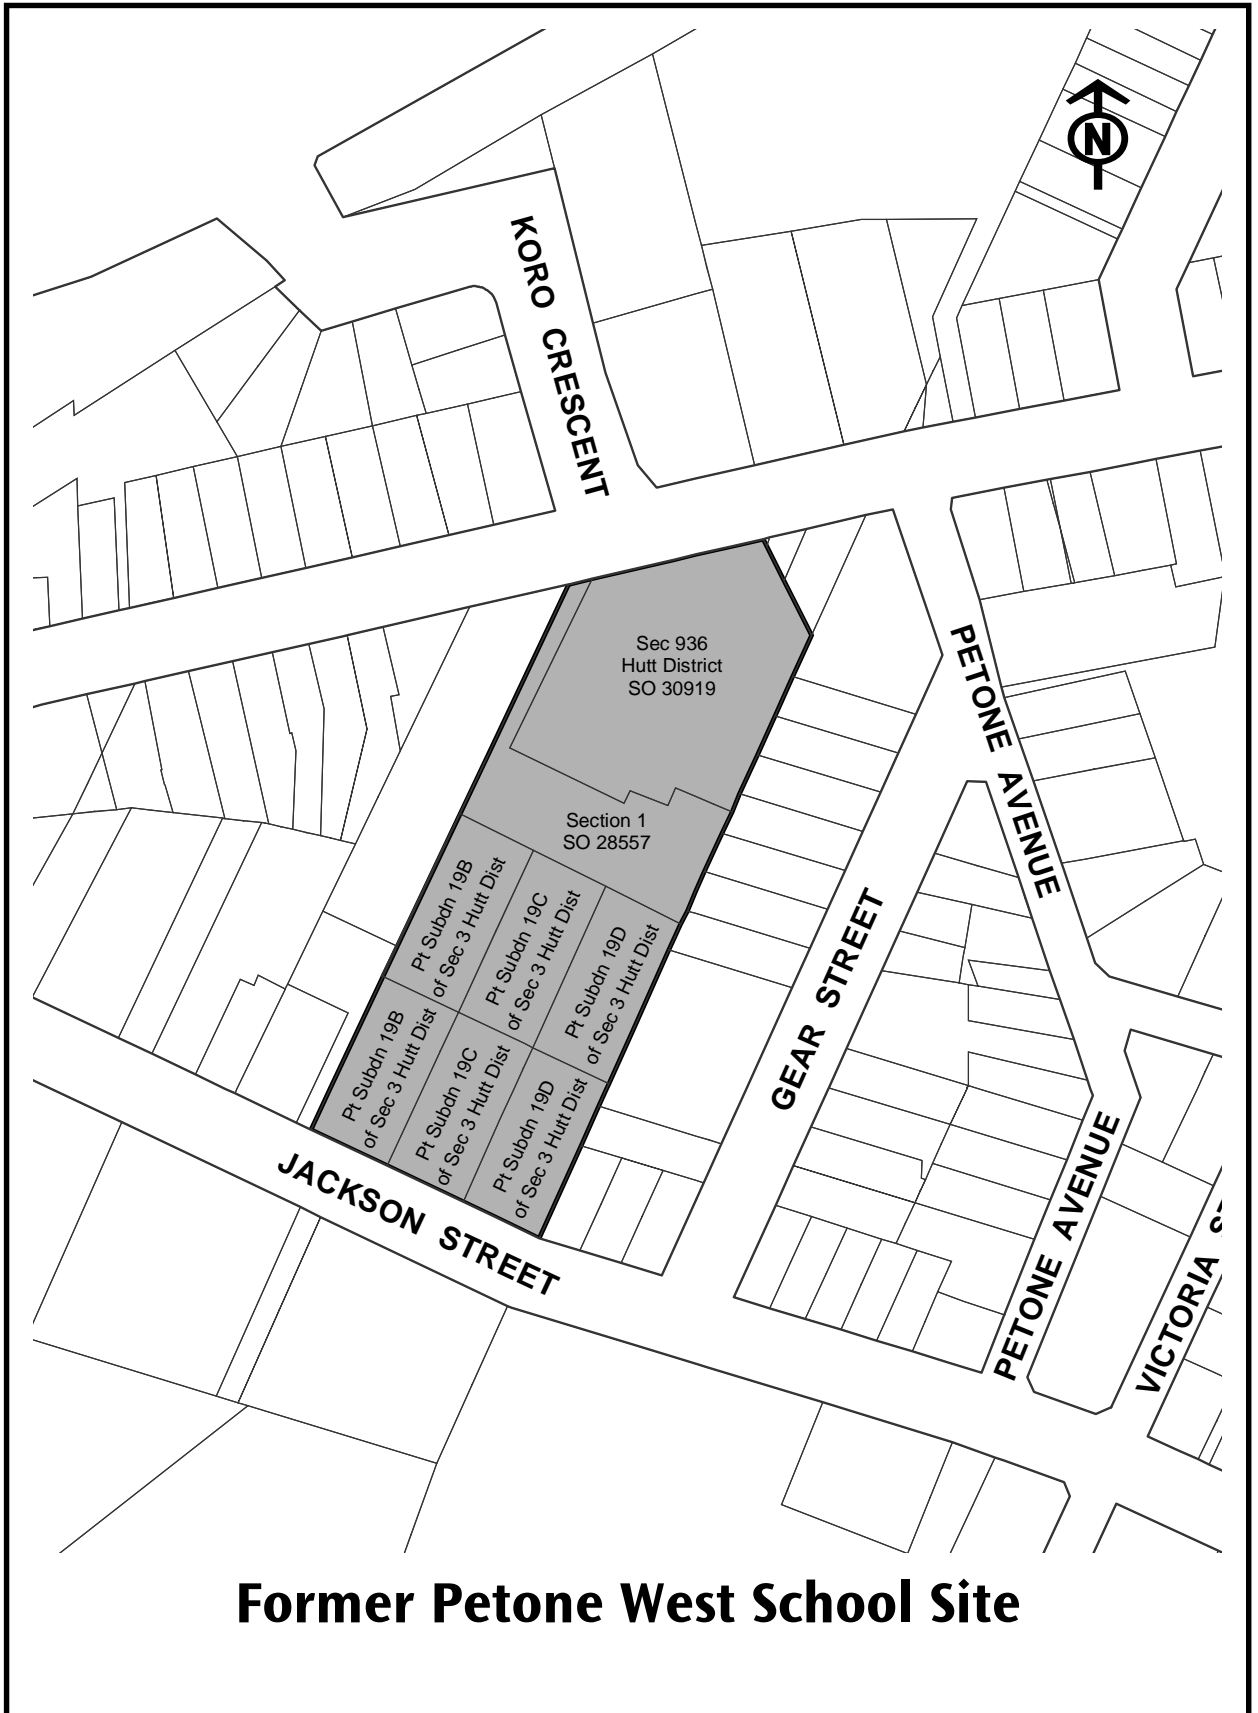 N
KORO CRESCENT
Sec 936
Hutt District
SO 30919
PETONE AVENUE
Section 1
SO 28557
Pt Subdn 19B
of Sec 3 Hutt Dist
Pt Subdn 19C
of Sec 3 Hutt Dist
Pt Subdn 19D
of Sec 3 Hutt Dist
GEAR STREET
Pt Subdn 19B
of Sec 3 Hutt Dist
Pt Subdn 19C
of Sec 3 Hutt Dist
Pt Subdn 19D
of Sec 3 Hutt Dist
JACKSON STREET
PETONE AVENUE
VICTORIA
Former Petone West School Site